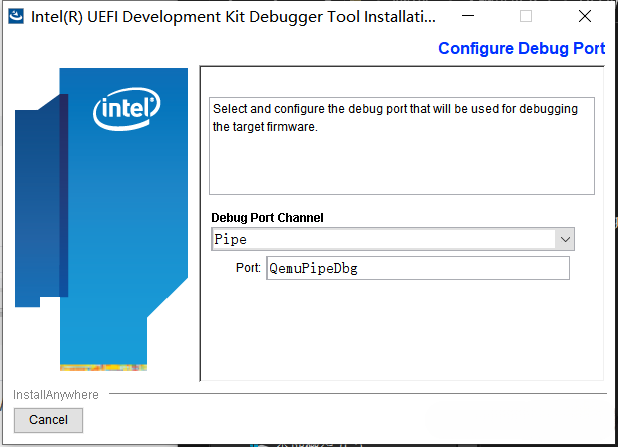 Intel(R) UEFI Development Kit Debugger Tool Installati...
Configure Debug Port
intel
Select and configure the debug port that will be used for debugging
the target firmware.
Debug Port Channel
Pipe
Port: QemuPipeDbg
InstallAnywhere
Cancel